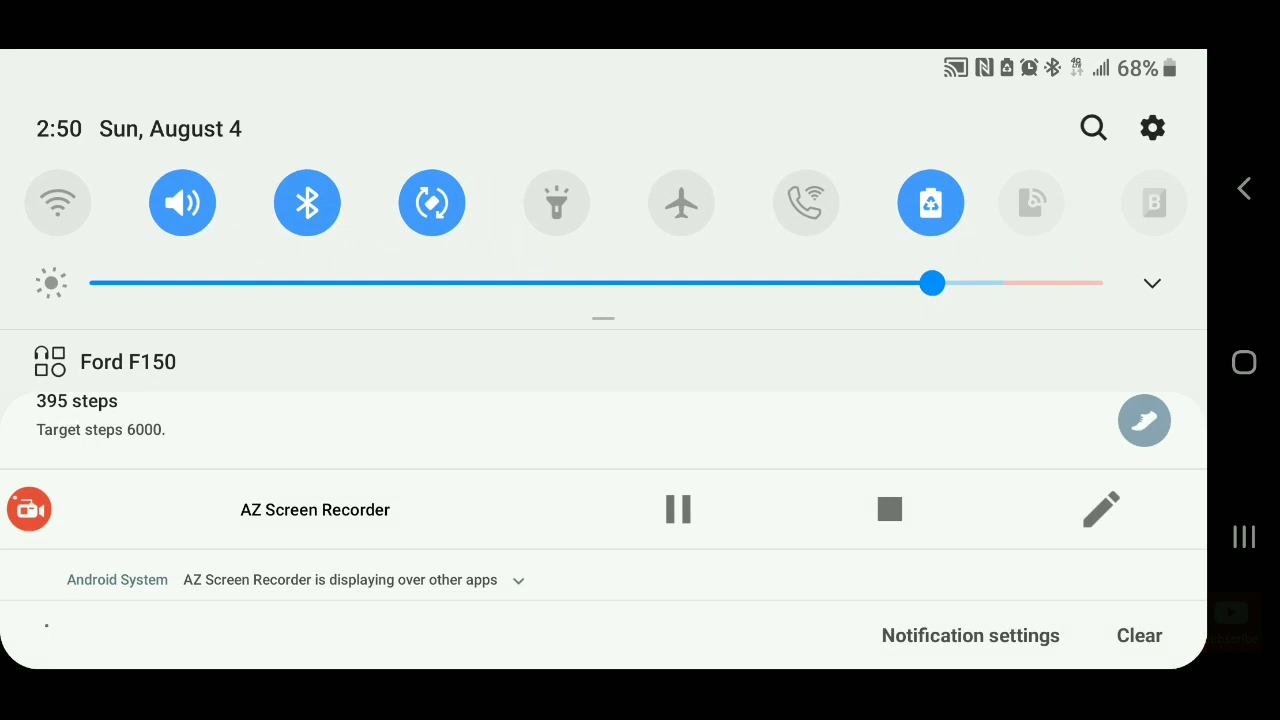 68%
2:50 Sun, August 4
B
Ford F150
395 steps
Target steps 6000.
AZ Screen Recorder
Android System AZ Screen Recorder is displaying over other apps
Notification settings Clear